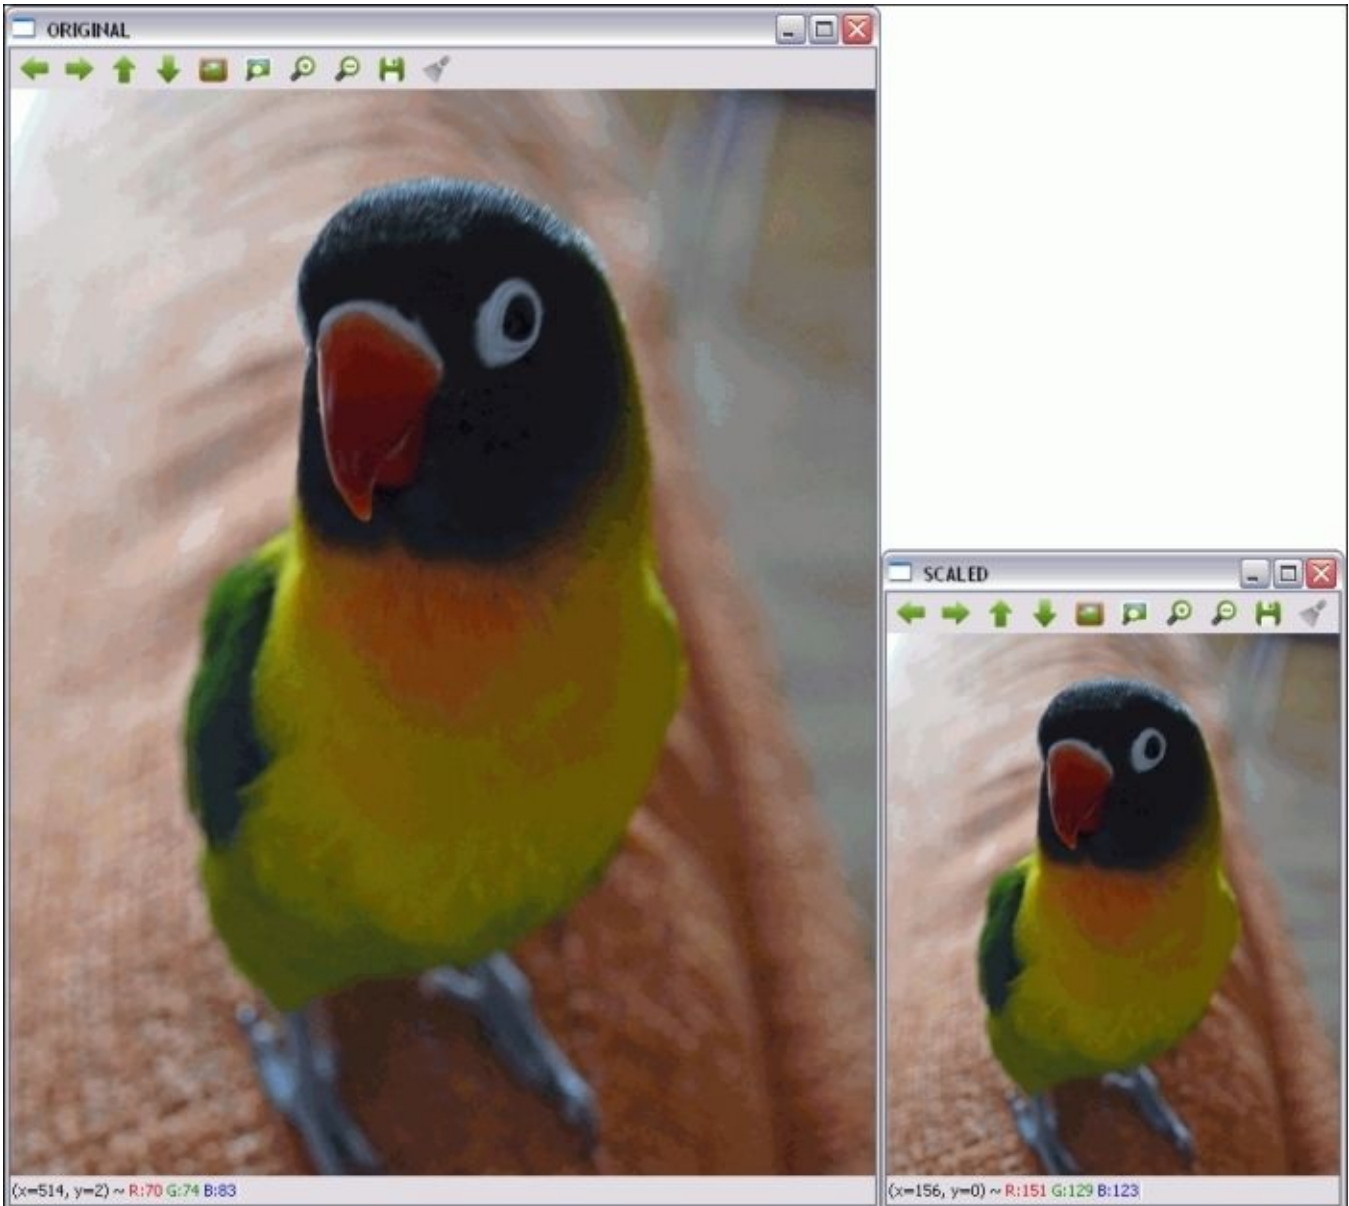 ORIGINAL
(x=514, y=2) ~ R:70 G:74 B:83
SCALED
(x=156, y=0) ~ R:151 G:129 B:123